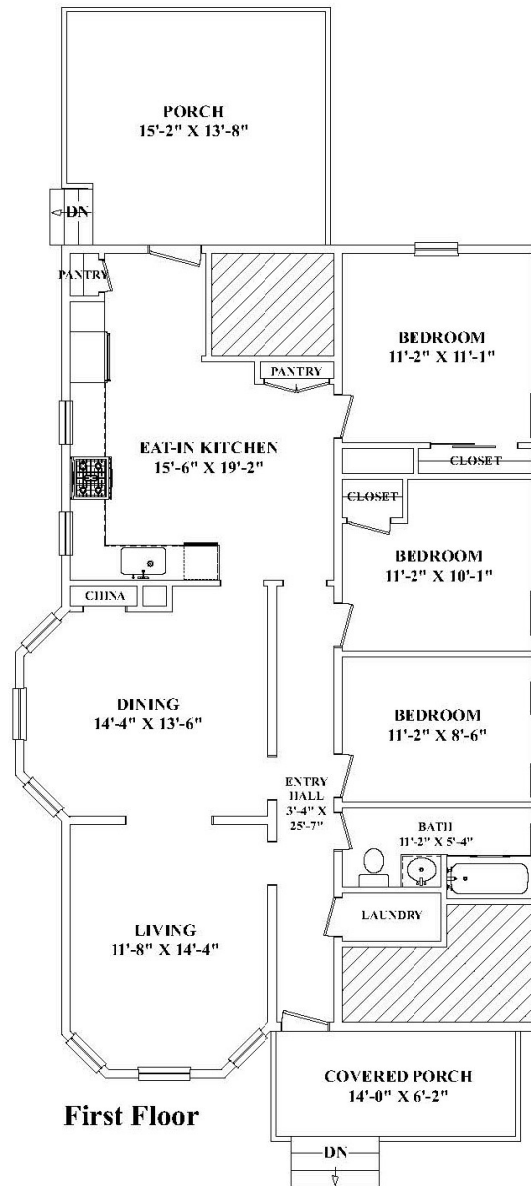 PORCH
15'-2" X 13'-8"
DN
PANTRY
BEDROOM
11'-2" X 11'-1"
PANTRY
EAT-IN KITCHEN
15'-6" X 19'-2"
CLOSET
CLOSET
BEDROOM
11'-2" X 10'-1"
CHINA
DINING
14'-4" X 13'-6"
BEDROOM
11'-2" X 8'-6"
ENTRY
HALL
3'-4" X
25'-7"
BATH
11'-2" X 5'-4"
LAUNDRY
LIVING
11'-8" X 14'-4"
COVERED PORCH
14'-0" X 6'-2"
First Floor
DN